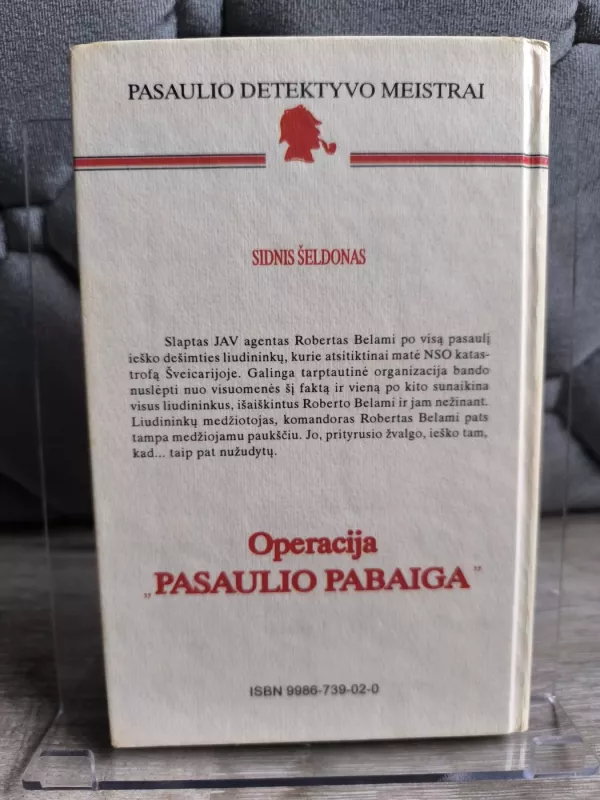 PASAULIO DETEKTYVO MEISTRAI
SIDNIS ŠELDONAS
Slaptas JAV agentas Robertas Belami po visą pasaulį
ieško dešimties liudininkų, kurie atsitiktinai matė NSO katas-
trofą Šveicarijoje. Galinga tarptautinė organizacija bando
nuslėpti nuo visuomenės šį faktą ir vieną po kito sunaikina
visus liudininkus, išaiškintus Roberto Belami ir jam nežinant.
Liudininkų medžiotojas, komandoras Robertas Belami pats
tampa medžiojamu paukščiu. Jo, prityrusio žvalgo, ieško tam,
kad... taip pat nužudytų.
Operacija
„PASAULIO PABAIGA”
ISBN 9986-739-02-0